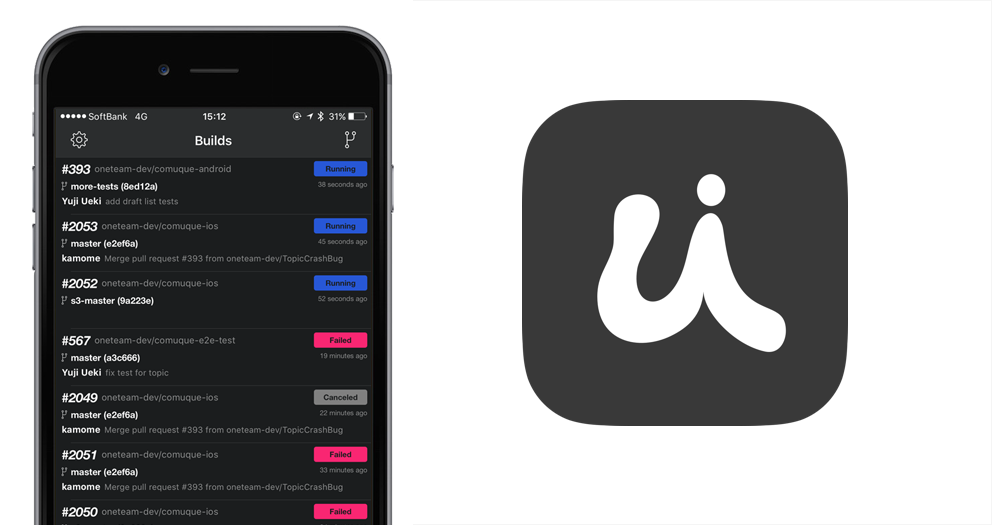 SoftBank 4G 15:12 31%
Builds
#393 oneteam-dev/comuque-android Running
more-tests (8ed12a) 38 seconds ago
Yuji Ueki add draft list tests
#2053 oneteam-dev/comuque-ios Running
master (e2ef6a) 45 seconds ago
kamome Merge pull request #393 from oneteam-dev/TopicCrashBug
#2052 oneteam-dev/comuque-ios Running
s3-master (9a223e) 52 seconds ago
#567 oneteam-dev/comuque-e2e-test Failed
master (a3c666) 19 minutes ago
Yuji Ueki fix test for topic
#2049 oneteam-dev/comuque-ios Canceled
master (e2ef6a) 22 minutes ago
kamome Merge pull request #393 from oneteam-dev/TopicCrashBug
#2051 oneteam-dev/comuque-ios Failed
master (e2ef6a) 33 minutes ago
kamome Merge pull request #393 from oneteam-dev/TopicCrashBug
#2050 oneteam-dev/comuque-ios Failed